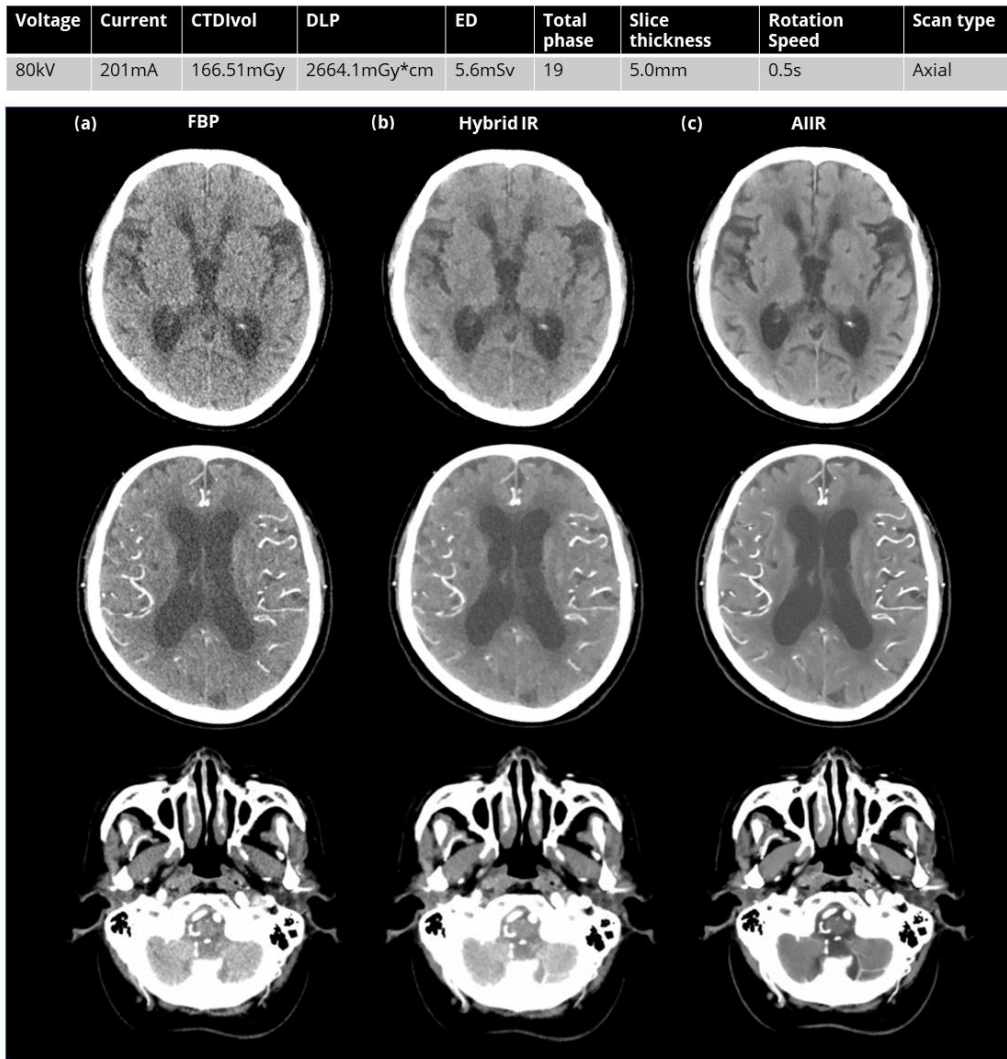 Voltage Current CTDIvol DLP ED Total phase Slice thickness Rotation Speed Scan type
80kV 201mA 166.51mGy 2664.1mGy*cm 5.6mSv 19 5.0mm 0.5s Axial
(a) FBP (b) Hybrid IR (c) AIIR